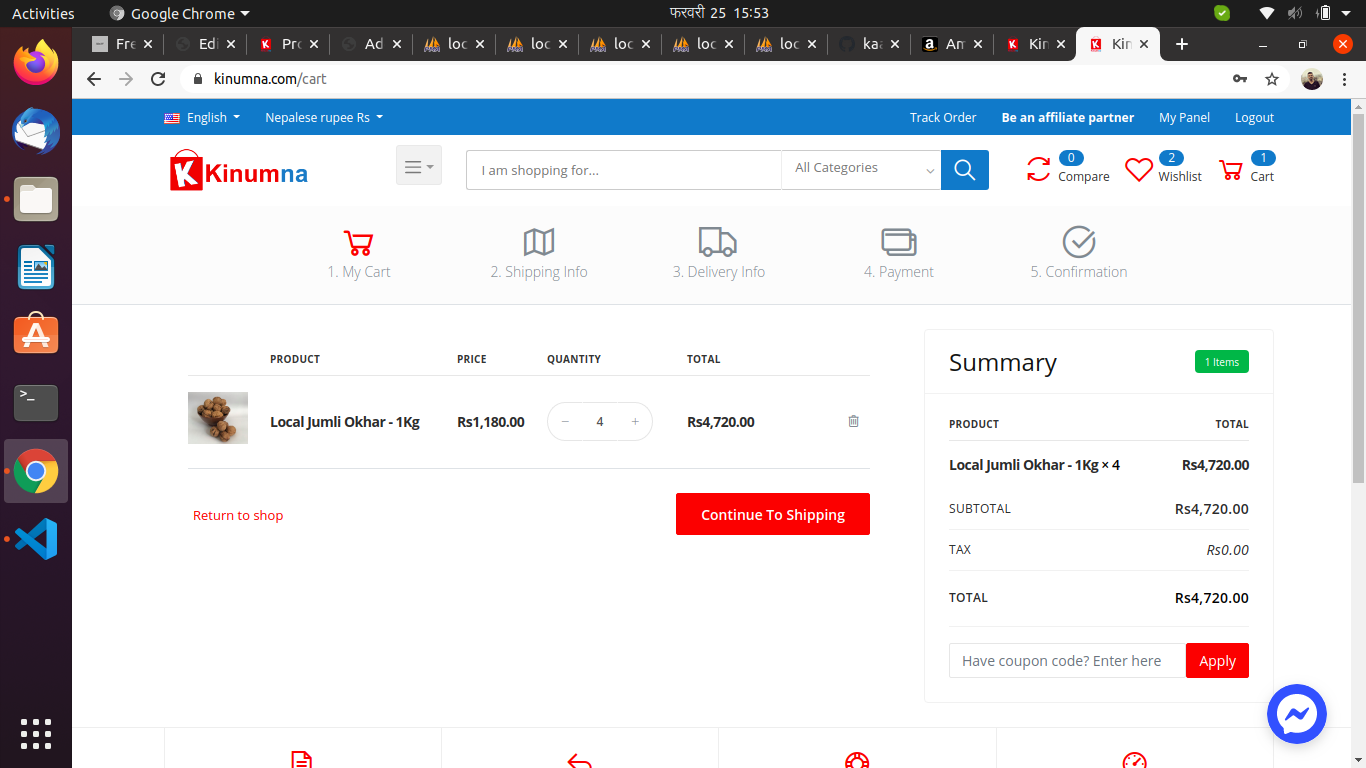 Activities Google Chrome फरवरी 25 15:53
Fre Edi Pro Ad loc loc loc loc loc kaa Am Kin Kin
kinumna.com/cart
English Nepalese rupee Rs Track Order Be an affiliate partner My Panel Logout
Kinumna I am shopping for... All Categories 0 Compare 2 Wishlist 1 Cart
1. My Cart 2. Shipping Info 3. Delivery Info 4. Payment 5. Confirmation
PRODUCT PRICE QUANTITY TOTAL
Local Jumli Okhar - 1Kg Rs1,180.00 − 4 + Rs4,720.00
Return to shop Continue To Shipping
Summary 1 Items
PRODUCT TOTAL
Local Jumli Okhar - 1Kg × 4 Rs4,720.00
SUBTOTAL Rs4,720.00
TAX Rs0.00
TOTAL Rs4,720.00
Have coupon code? Enter here Apply